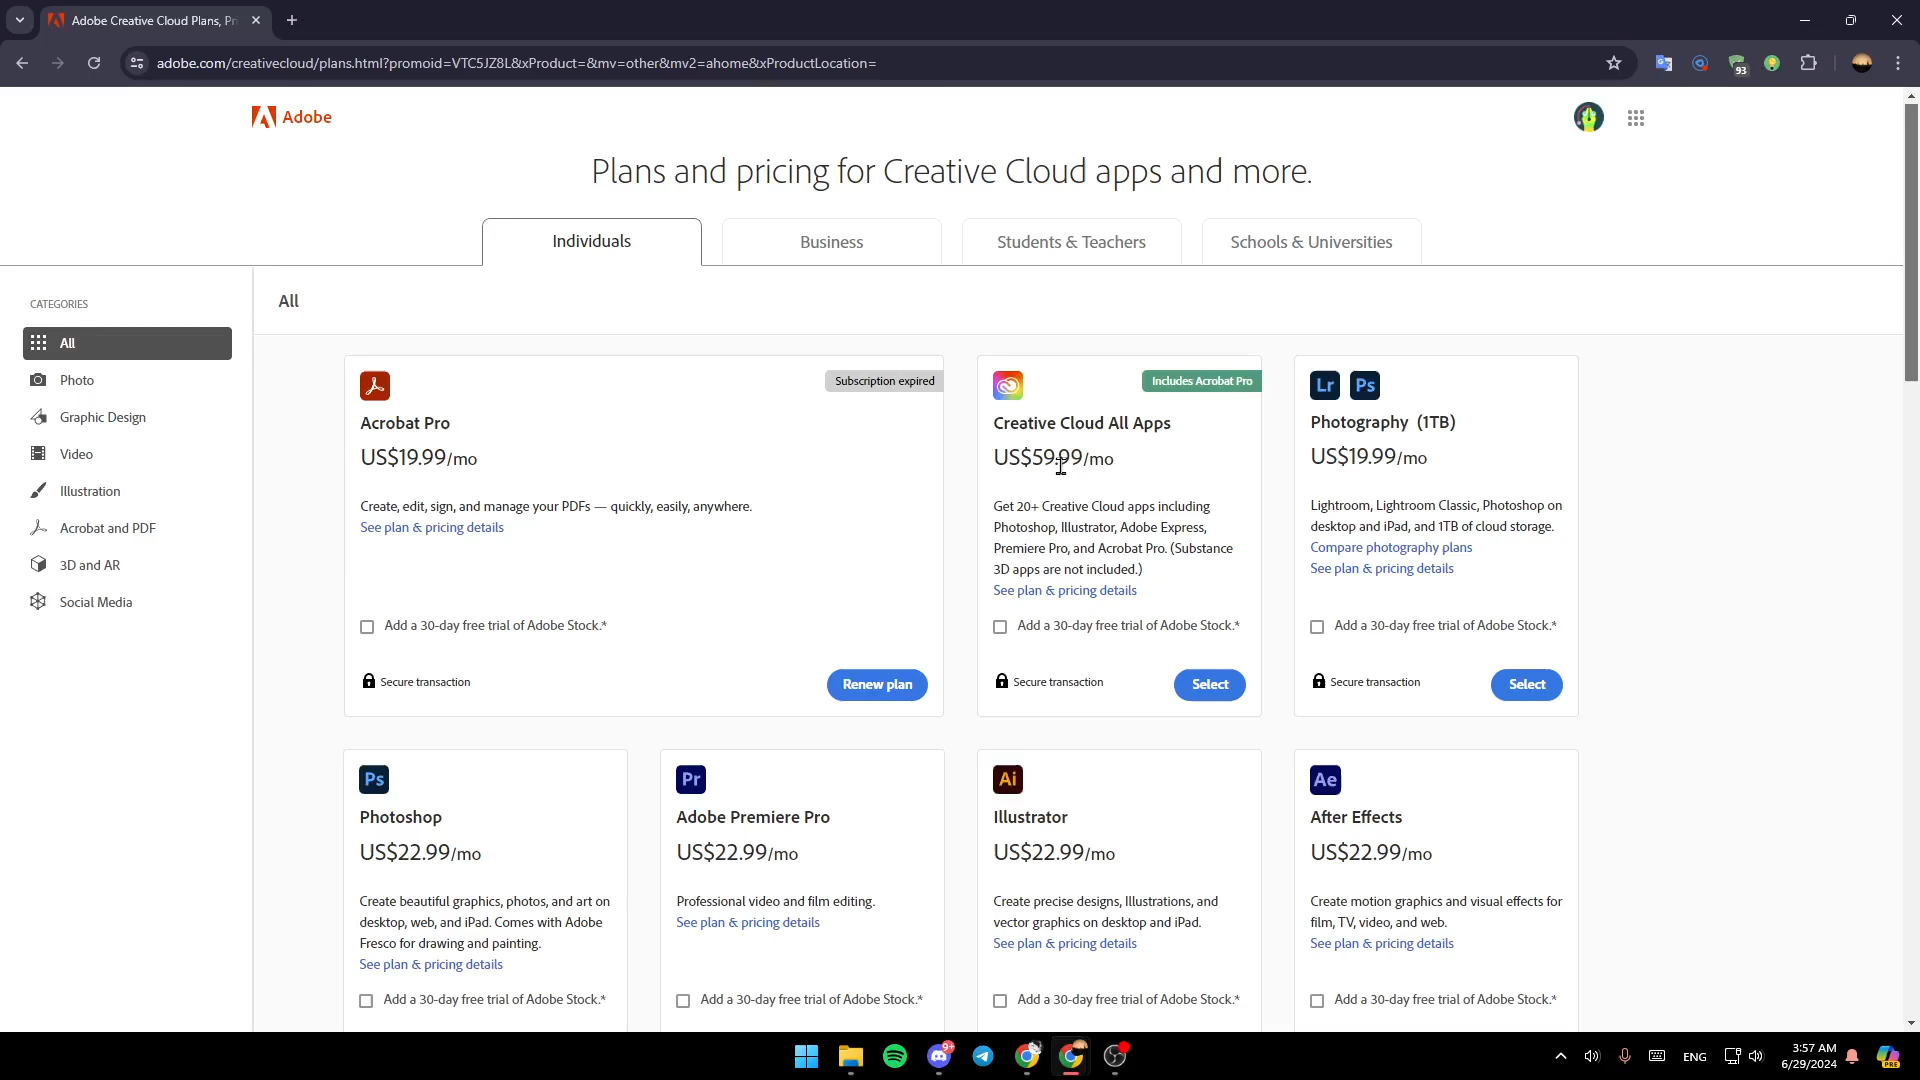 Adobe Creative Cloud Plans, Pr
adobe.com/creativecloud/plans.html?promoid=VTC5JZ8L&xProduct=&mv=other&mv2=ahome&xProductLocation=
93
Adobe
Plans and pricing for Creative Cloud apps and more.
Individuals
Business
Students & Teachers
Schools & Universities
CATEGORIES
All
Photo
Graphic Design
Video
Illustration
Acrobat and PDF
3D and AR
Social Media
All
Subscription expired
Acrobat Pro
US$19.99/mo
Create, edit, sign, and manage your PDFs — quickly, easily, anywhere.
See plan & pricing details
Add a 30-day free trial of Adobe Stock.*
Secure transaction
Renew plan
Includes Acrobat Pro
Creative Cloud All Apps
US$59.99/mo
Get 20+ Creative Cloud apps including
Photoshop, Illustrator, Adobe Express,
Premiere Pro, and Acrobat Pro. (Substance
3D apps are not included.)
See plan & pricing details
Add a 30-day free trial of Adobe Stock.*
Secure transaction
Select
Lr Ps
Photography (1TB)
US$19.99/mo
Lightroom, Lightroom Classic, Photoshop on
desktop and iPad, and 1TB of cloud storage.
Compare photography plans
See plan & pricing details
Add a 30-day free trial of Adobe Stock.*
Secure transaction
Select
Ps
Photoshop
US$22.99/mo
Create beautiful graphics, photos, and art on
desktop, web, and iPad. Comes with Adobe
Fresco for drawing and painting.
See plan & pricing details
Add a 30-day free trial of Adobe Stock.*
Pr
Adobe Premiere Pro
US$22.99/mo
Professional video and film editing.
See plan & pricing details
Add a 30-day free trial of Adobe Stock.*
Ai
Illustrator
US$22.99/mo
Create precise designs, Illustrations, and
vector graphics on desktop and iPad.
See plan & pricing details
Add a 30-day free trial of Adobe Stock.*
Ae
After Effects
US$22.99/mo
Create motion graphics and visual effects for
film, TV, video, and web.
See plan & pricing details
Add a 30-day free trial of Adobe Stock.*
9+
ENG
3:57 AM
6/29/2024
PRE